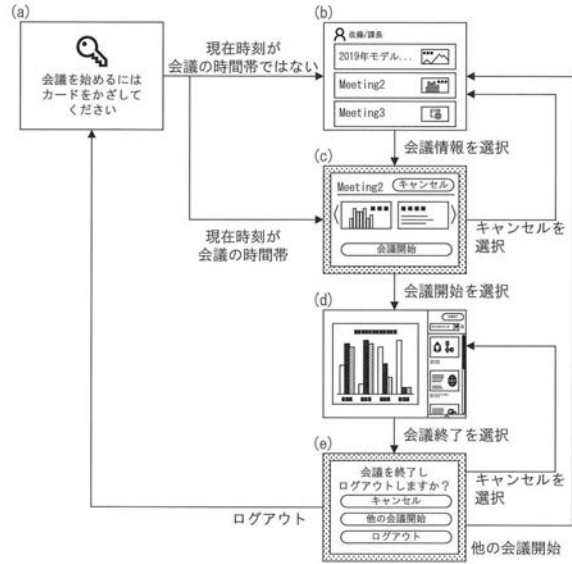 (a)
会議を始めるには
カードをかざして
ください
現在時刻が
会議の時間帯ではない
(b)
佐藤/課長
2019年モデル...
Meeting2
Meeting3
会議情報を選択
(c)
Meeting2
キャンセル
会議開始
現在時刻が
会議の時間帯
キャンセルを
選択
会議開始を選択
(d)
会議終了を選択
(e)
会議を終了し
ログアウトしますか?
キャンセル
他の会議開始
ログアウト
キャンセルを
選択
ログアウト
他の会議開始